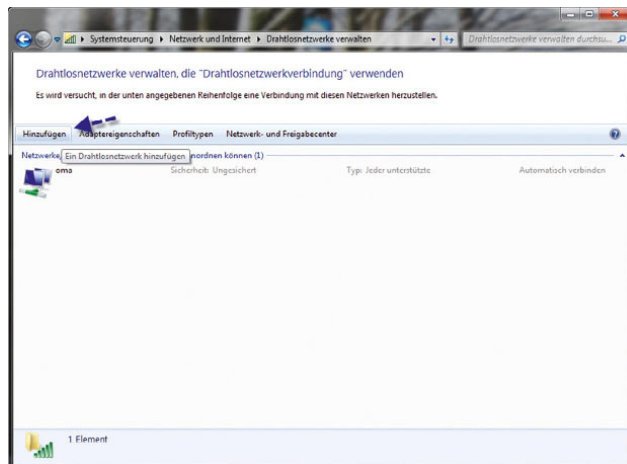 Systemsteuerung ▸ Netzwerk und Internet ▸ Drahtlosnetzwerke verwalten
Drahtlosnetzwerke verwalten durchsu...
Drahtlosnetzwerke verwalten, die "Drahtlosnetzwerkverbindung" verwenden
Es wird versucht, in der unten angegebenen Reihenfolge eine Verbindung mit diesen Netzwerken herzustellen.
Hinzufügen Adaptereigenschaften Profiltypen Netzwerk- und Freigabecenter
Netzwerke, nordnen können (1)
Ein Drahtlosnetzwerk hinzufügen
oma Sicherheit: Ungesichert Typ: Jeder unterstützte Automatisch verbinden
1 Element